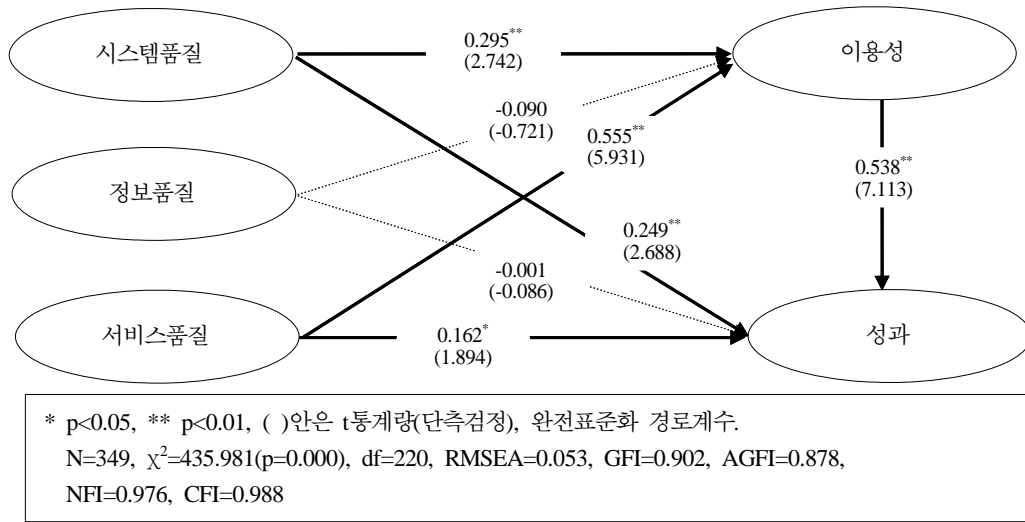 시스템품질
0.295**
(2.742)
이용성
-0.090
(-0.721)
0.555**
(5.931)
정보품질
0.538**
(7.113)
0.249**
(2.688)
-0.001
(-0.086)
서비스품질
0.162*
(1.894)
성과
* p<0.05, ** p<0.01, ( )안은 t통계량(단측검정), 완전표준화 경로계수.
N=349, χ²=435.981(p=0.000), df=220, RMSEA=0.053, GFI=0.902, AGFI=0.878,
NFI=0.976, CFI=0.988